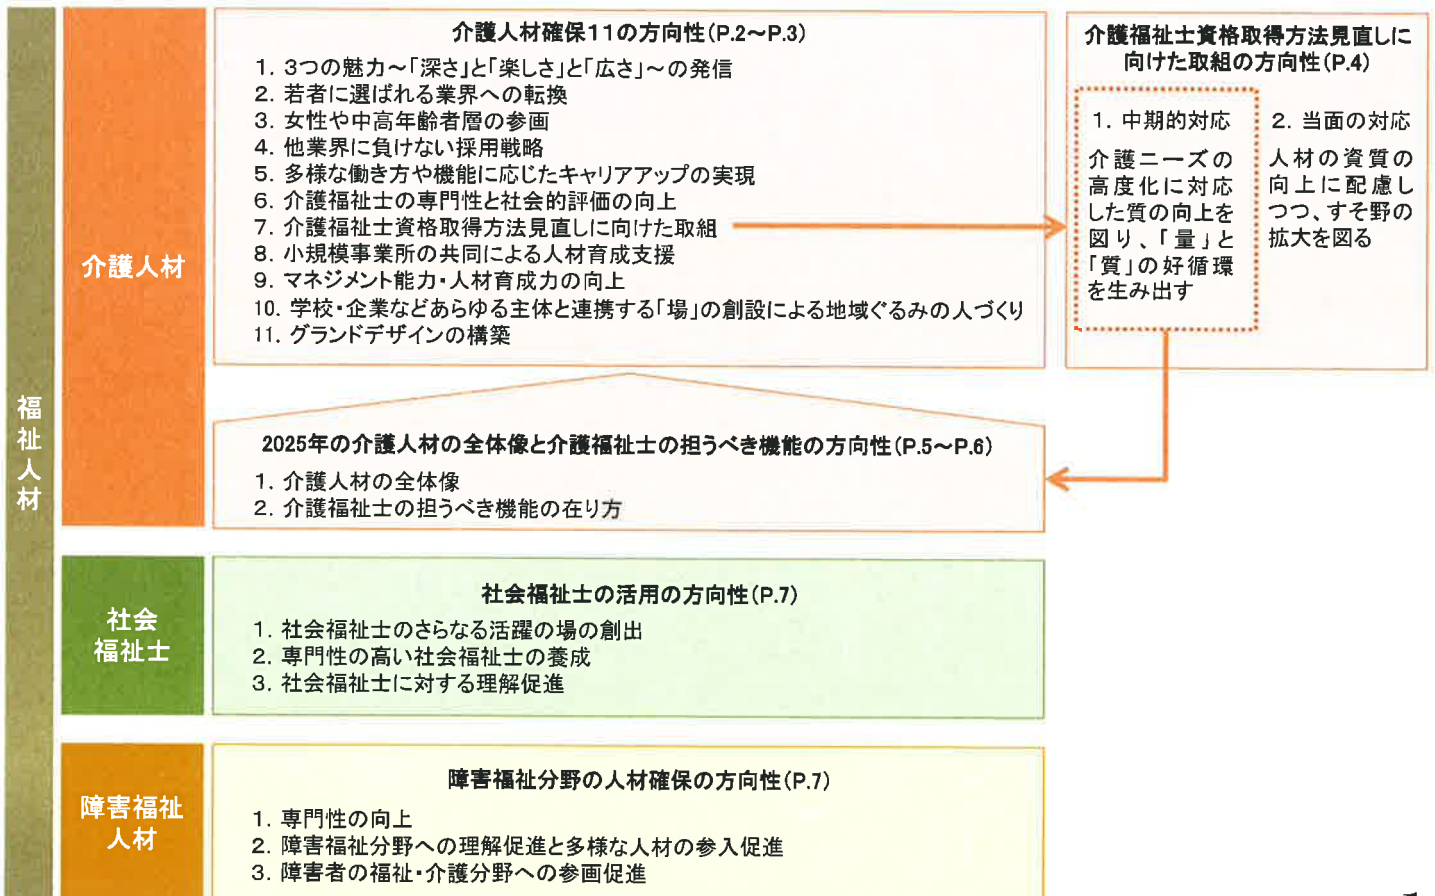 福祉人材
介護人材
介護人材確保11の方向性(P.2～P.3)
1. 3つの魅力～「深さ」と「楽しさ」と「広さ」～の発信
2. 若者に選ばれる業界への転換
3. 女性や中高年齢者層の参画
4. 他業界に負けない採用戦略
5. 多様な働き方や機能に応じたキャリアアップの実現
6. 介護福祉士の専門性と社会的評価の向上
7. 介護福祉士資格取得方法見直しに向けた取組
8. 小規模事業所の共同による人材育成支援
9. マネジメント能力・人材育成力の向上
10. 学校・企業などあらゆる主体と連携する「場」の創設による地域ぐるみの人づくり
11. グランドデザインの構築
介護福祉士資格取得方法見直しに
向けた取組の方向性(P.4)
1. 中期的対応
介護ニーズの
高度化に対応
した質の向上を
図り、「量」と
「質」の好循環
を生み出す
2. 当面の対応
人材の資質の
向上に配慮し
つつ、すそ野の
拡大を図る
2025年の介護人材の全体像と介護福祉士の担うべき機能の方向性(P.5～P.6)
1. 介護人材の全体像
2. 介護福祉士の担うべき機能の在り方
社会
福祉士
社会福祉士の活用の方向性(P.7)
1. 社会福祉士のさらなる活躍の場の創出
2. 専門性の高い社会福祉士の養成
3. 社会福祉士に対する理解促進
障害福祉
人材
障害福祉分野の人材確保の方向性(P.7)
1. 専門性の向上
2. 障害福祉分野への理解促進と多様な人材の参入促進
3. 障害者の福祉・介護分野への参画促進